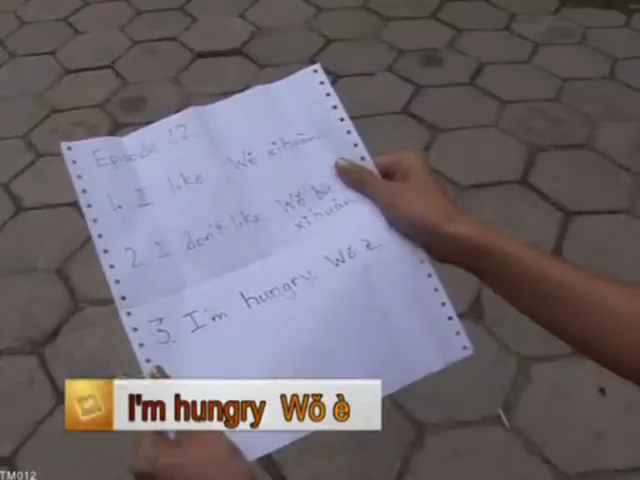 Episode 12
1. I like Wǒ xǐhuān
2. I don't like Wǒ bù
xǐhuān
3. I'm hungry. Wǒ è
I'm hungry Wǒ è
TM012